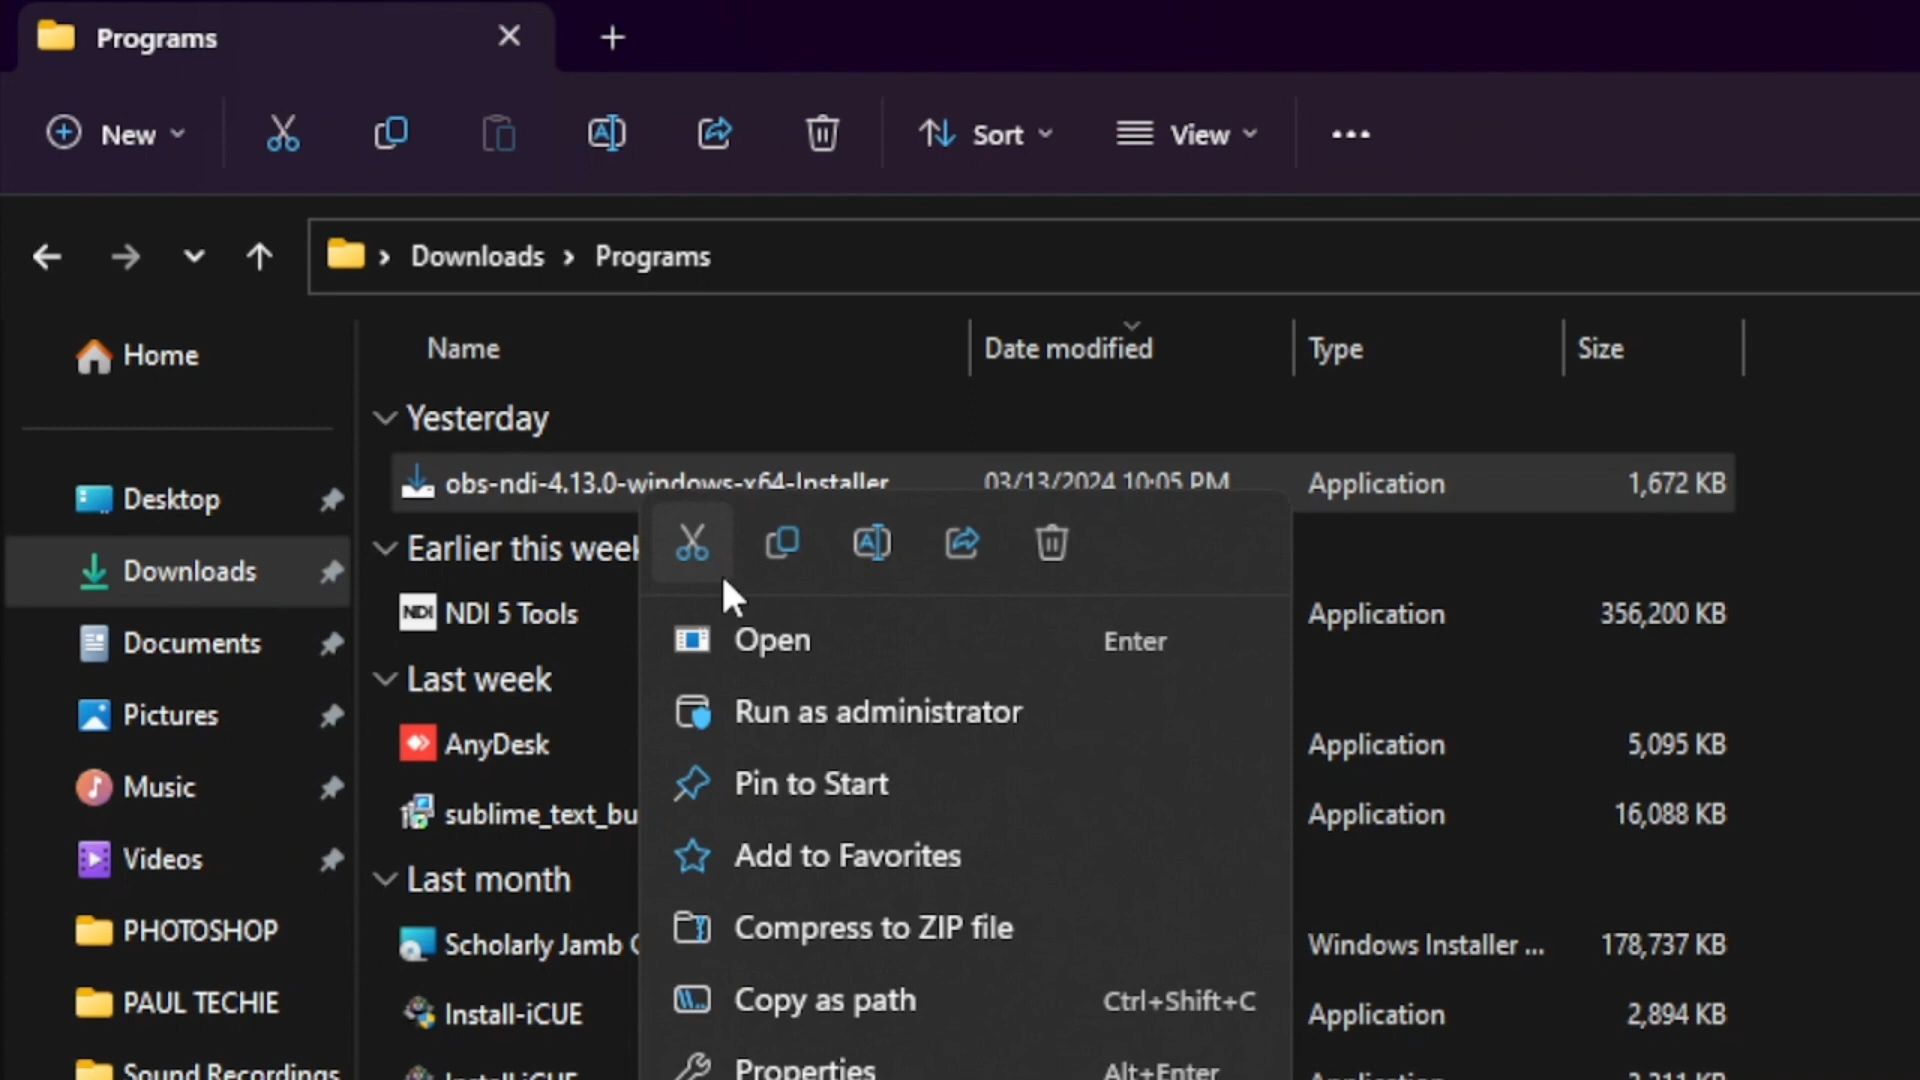 Programs
New
Sort
View
Downloads > Programs
Name
Date modified
Type
Size
Home
Desktop
Downloads
Documents
Pictures
Music
Videos
PHOTOSHOP
PAUL TECHIE
Sound Recordings
Yesterday
obs-ndi-4.13.0-windows-x64-Installer 03/13/2024 10:05 PM Application 1,672 KB
Earlier this week
NDI 5 Tools Application 356,200 KB
Last week
AnyDesk Application 5,095 KB
sublime_text_bu Application 16,088 KB
Last month
Scholarly Jamb Windows Installer ... 178,737 KB
Install-iCUE Application 2,894 KB
Install-iCUE Application
Open Enter
Run as administrator
Pin to Start
Add to Favorites
Compress to ZIP file
Copy as path Ctrl+Shift+C
Properties Alt+Enter